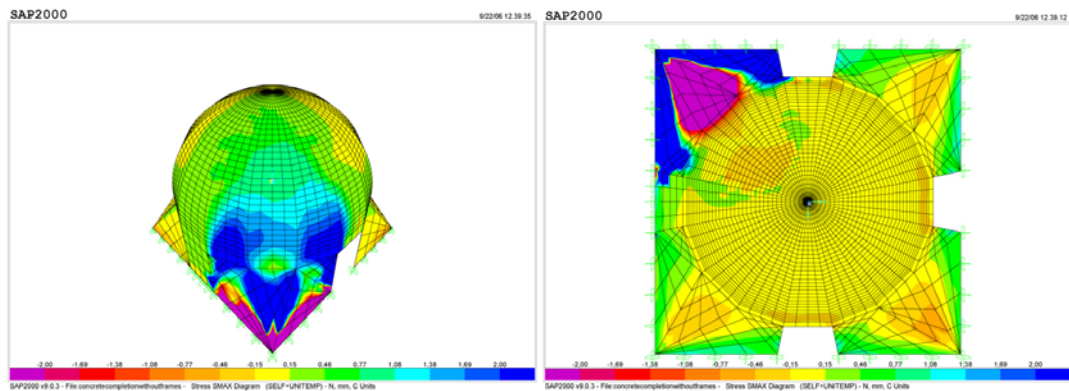 SAP2000
9/22/06 12.39.35
-2.00 -1.69 -1.38 -1.08 -0.77 -0.46 -0.15 0.15 0.46 0.77 1.08 1.38 1.69 2.00
SAP2000 v9.0.3 - File:concretecompletionwithoutframes - Stress SMAX Diagram (SELF+UNITEMP) - N, mm, C Units
SAP2000
9/22/06 12.39.12
-2.00 -1.69 -1.38 -1.08 -0.77 -0.46 -0.15 0.15 0.46 0.77 1.08 1.38 1.69 2.00
SAP2000 v9.0.3 - File:concretecompletionwithoutframes - Stress SMAX Diagram (SELF+UNITEMP) - N, mm, C Units